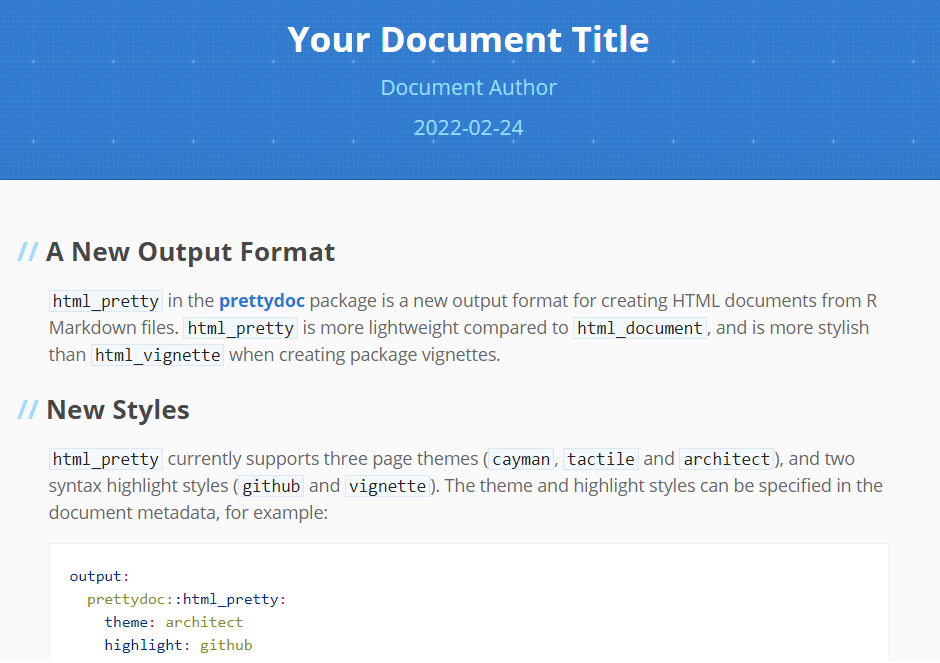 Your Document Title
Document Author
2022-02-24
// A New Output Format
html_pretty in the prettydoc package is a new output format for creating HTML documents from R
Markdown files. html_pretty is more lightweight compared to html_document, and is more stylish
than html_vignette when creating package vignettes.
// New Styles
html_pretty currently supports three page themes (cayman, tactile and architect), and two
syntax highlight styles (github and vignette). The theme and highlight styles can be specified in the
document metadata, for example:
output:
  prettydoc::html_pretty:
    theme: architect
    highlight: github